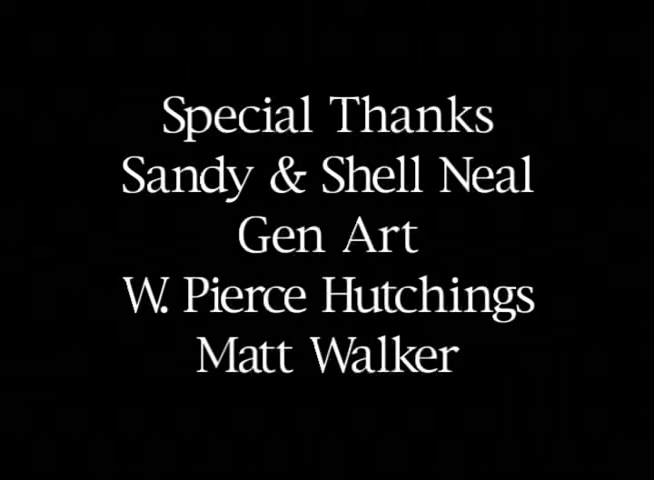 Special Thanks
Sandy & Shell Neal
Gen Art
W. Pierce Hutchings
Matt Walker